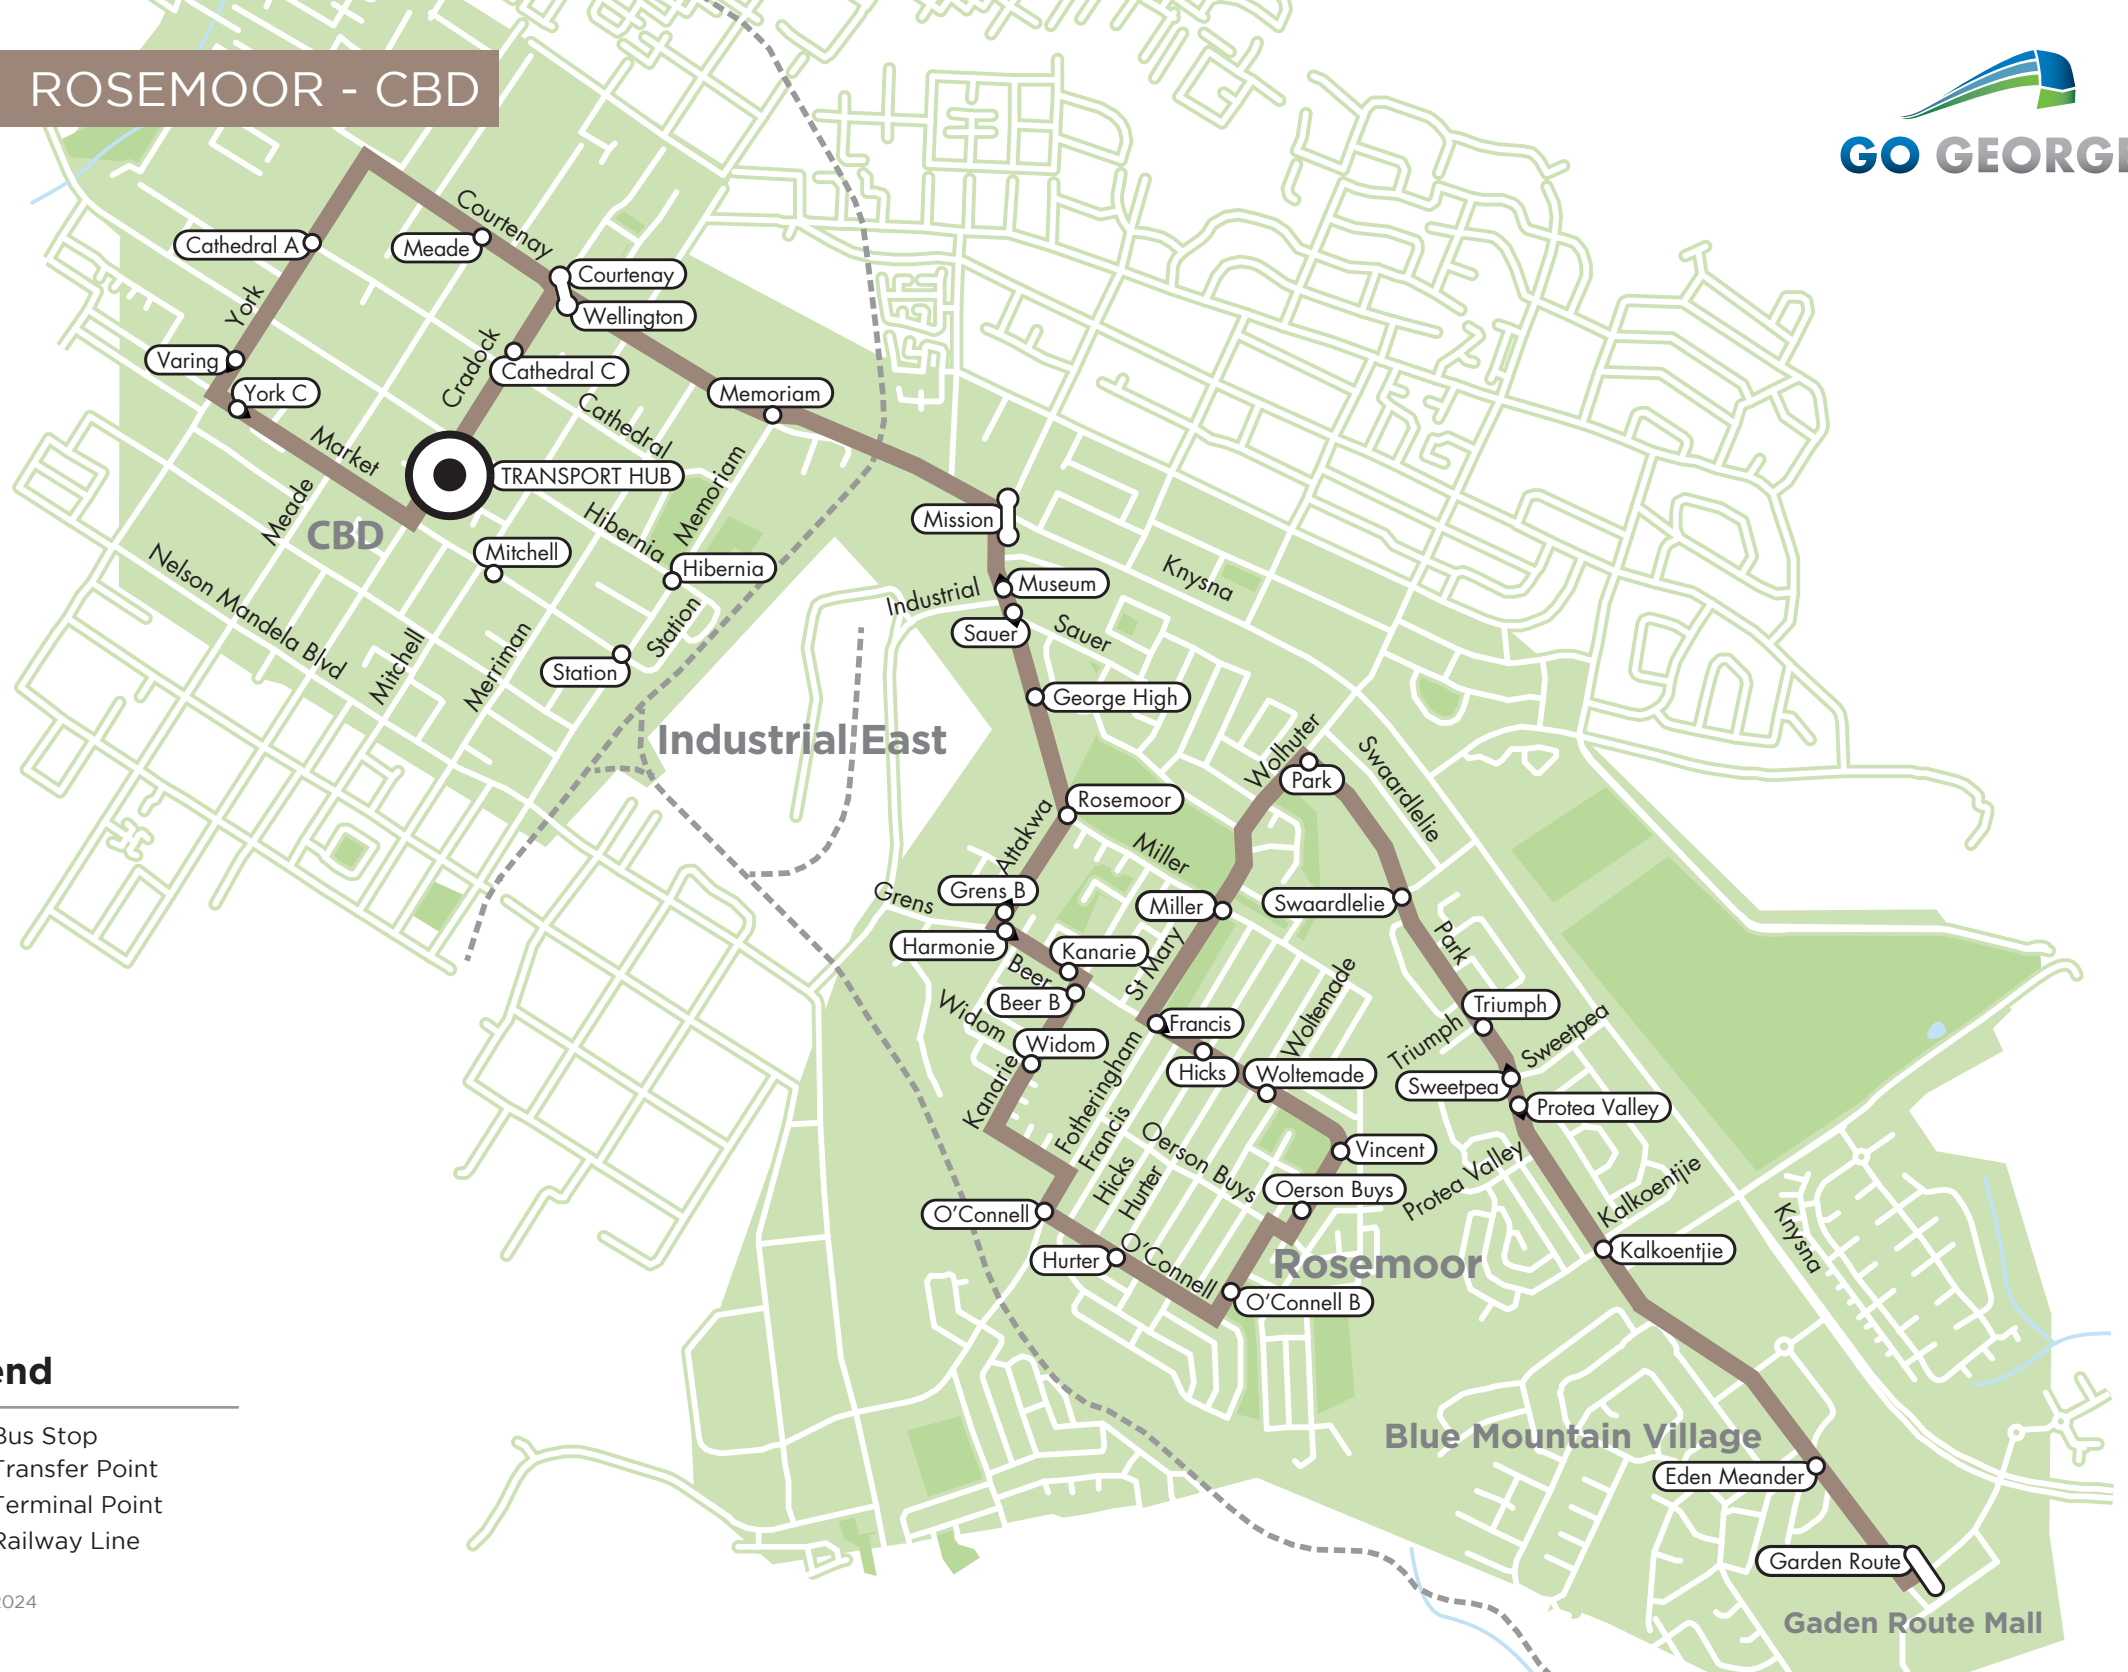 ROSEMOOR - CBD
GO GEORGE
Courtenay
Cathedral A
Meade
Courtenay
Wellington
York
Cradock
Varing
York C
Cathedral C
Cathedral
Memoriam
Market
TRANSPORT HUB
Memoriam
Meade
CBD
Hibernia
Mission
Mitchell
Hibernia
Nelson Mandela Blvd
Knysna
Industrial
Museum
Sauer
Sauer
Station
Station
Mitchell
Merriman
George High
Industrial East
Wolhuter
Swaardlelie
Park
Rosemoor
Attakwa
Miller
Grens
Grens B
Miller
Swaardlelie
Harmonie
Kanarie
St Mary
Park
Beer
Beer B
Widom
Woltemade
Triumph
Francis
Triumph
Sweetpea
Widom
Kanarie
Fotheringham
Hicks
Woltemade
Sweetpea
Protea Valley
Francis
Oerson Buys
Vincent
Hicks
Hurter
Oerson Buys
Protea Valley
Kalkoentjie
Knysna
O'Connell
Hurter
O'Connell
Rosemoor
Kalkoentjie
O'Connell B
end
Bus Stop
Transfer Point
Terminal Point
Railway Line
2024
Blue Mountain Village
Eden Meander
Garden Route
Gaden Route Mall